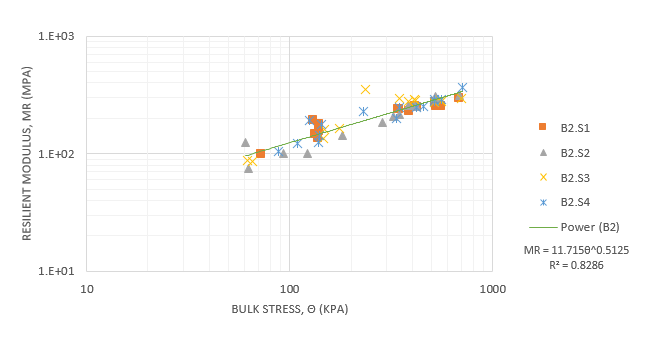 1.E+03
1.E+02
1.E+01
RESILIENT MODULUS, MR (MPA)
10
100
1000
BULK STRESS, Θ (KPA)
B2.S1
B2.S2
B2.S3
B2.S4
Power (B2)
MR = 11.715θ^0.5125
R² = 0.8286